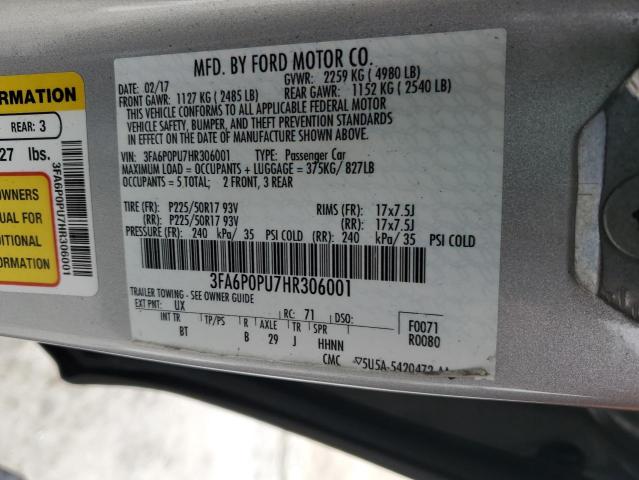 MFD. BY FORD MOTOR CO.
DATE: 02/17 GVWR: 2259 KG ( 4980 LB)
FRONT GAWR: 1127 KG ( 2485 LB) REAR GAWR: 1152 KG ( 2540 LB)
THIS VEHICLE CONFORMS TO ALL APPLICABLE FEDERAL MOTOR
VEHICLE SAFETY, BUMPER, AND THEFT PREVENTION STANDARDS
IN EFFECT ON THE DATE OF MANUFACTURE SHOWN ABOVE.
VIN: 3FA6P0PU7HR306001 TYPE: Passenger Car
MAXIMUM LOAD = OCCUPANTS + LUGGAGE = 375KG/ 827LB
OCCUPANTS = 5 TOTAL; 2 FRONT, 3 REAR
TIRE (FR): P225/50R17 93V RIMS (FR): 17x7.5J
(RR): P225/50R17 93V (RR): 17x7.5J
PRESSURE (FR): 240 kPa/ 35 PSI COLD (RR): 240 kPa/ 35 PSI COLD
3FA6P0PU7HR306001
TRAILER TOWING - SEE OWNER GUIDE
EXT PNT: UX RC: 71 DSO:
INT TR TP/PS R AXLE TR SPR
BT B 29 J HHNN
F0071
R0080
CMC
FORMATION
REAR: 3
27 lbs.
3FA6P0PU7HR306001
OWNERS
UAL FOR
DITIONAL
FORMATION